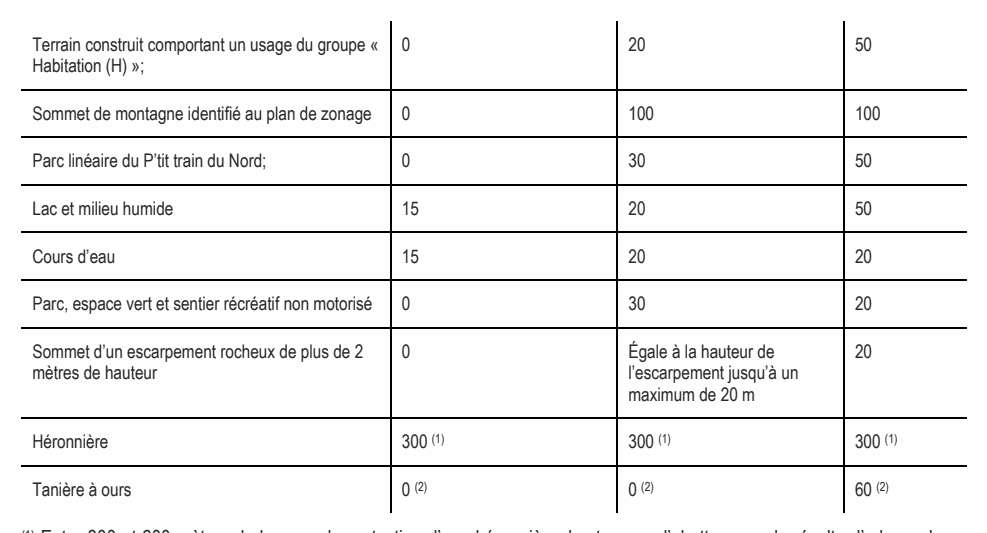 Terrain construit comportant un usage du groupe « 0 20 50
Habitation (H) »;
Sommet de montagne identifié au plan de zonage 0 100 100
Parc linéaire du P'tit train du Nord; 0 30 50
Lac et milieu humide 15 20 50
Cours d'eau 15 20 20
Parc, espace vert et sentier récréatif non motorisé 0 30 20
Sommet d'un escarpement rocheux de plus de 2 0 Égale à la hauteur de 20
mètres de hauteur l'escarpement jusqu'à un
maximum de 20 m
Héronnière 300 (1) 300 (1) 300 (1)
Tanière à ours 0 (2) 0 (2) 60 (2)